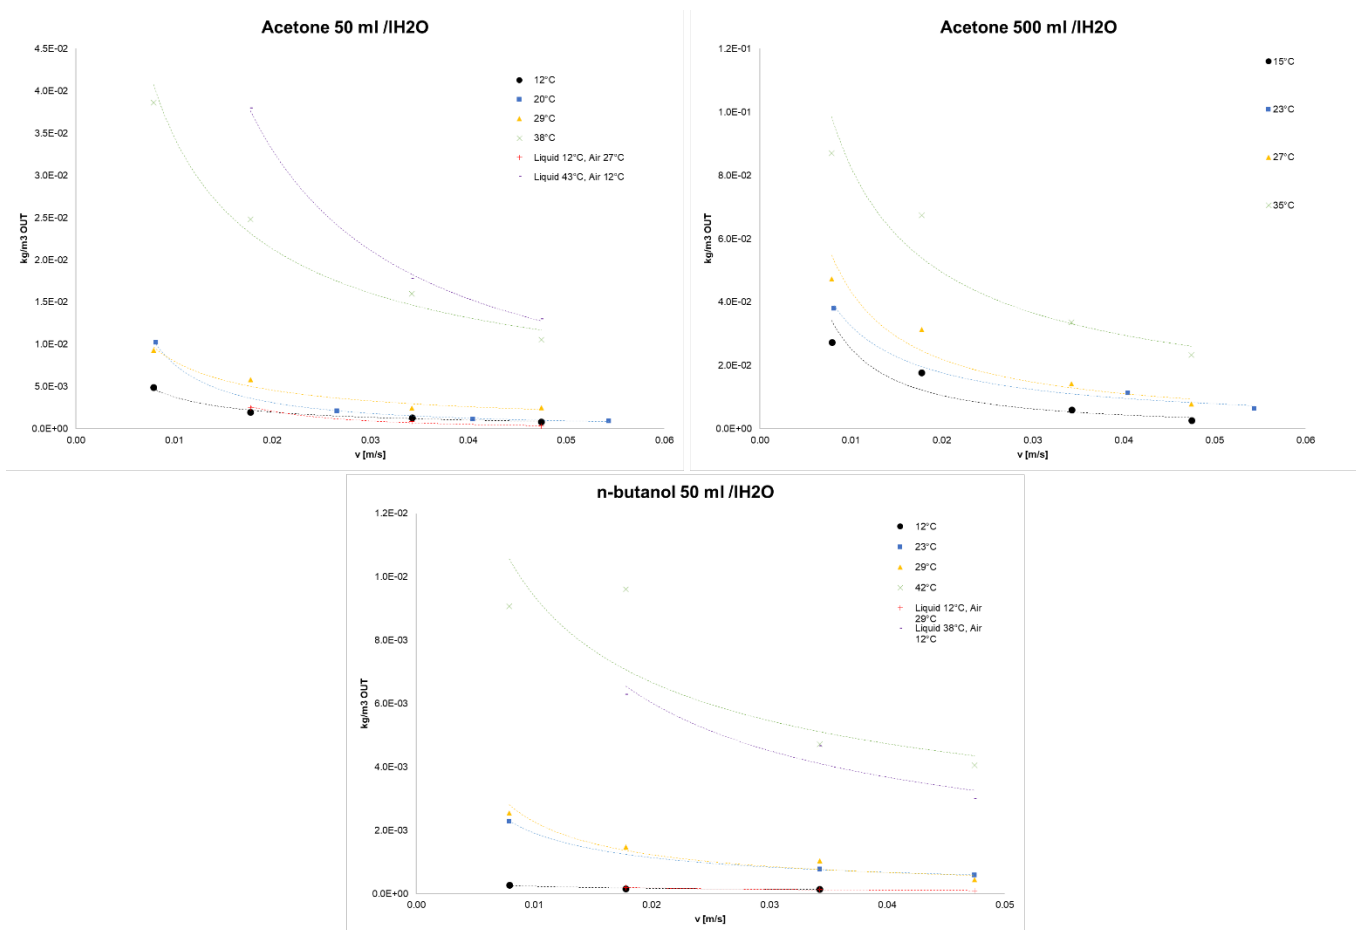 Acetone 50 ml /lH2O
4.5E-02
4.0E-02
3.5E-02
3.0E-02
2.5E-02
2.0E-02
1.5E-02
1.0E-02
5.0E-03
0.0E+00
kg/m3 OUT
0.00 0.01 0.02 0.03 0.04 0.05 0.06
v [m/s]
12°C
20°C
29°C
38°C
Liquid 12°C, Air 27°C
Liquid 43°C, Air 12°C
Acetone 500 ml /lH2O
1.2E-01
1.0E-01
8.0E-02
6.0E-02
4.0E-02
2.0E-02
0.0E+00
kg/m3 OUT
0.00 0.01 0.02 0.03 0.04 0.05 0.06
v [m/s]
15°C
23°C
27°C
35°C
n-butanol 50 ml /lH2O
1.2E-02
1.0E-02
8.0E-03
6.0E-03
4.0E-03
2.0E-03
0.0E+00
kg/m3 OUT
0.00 0.01 0.02 0.03 0.04 0.05
v [m/s]
12°C
23°C
29°C
42°C
Liquid 12°C, Air
29°C
Liquid 38°C, Air
12°C